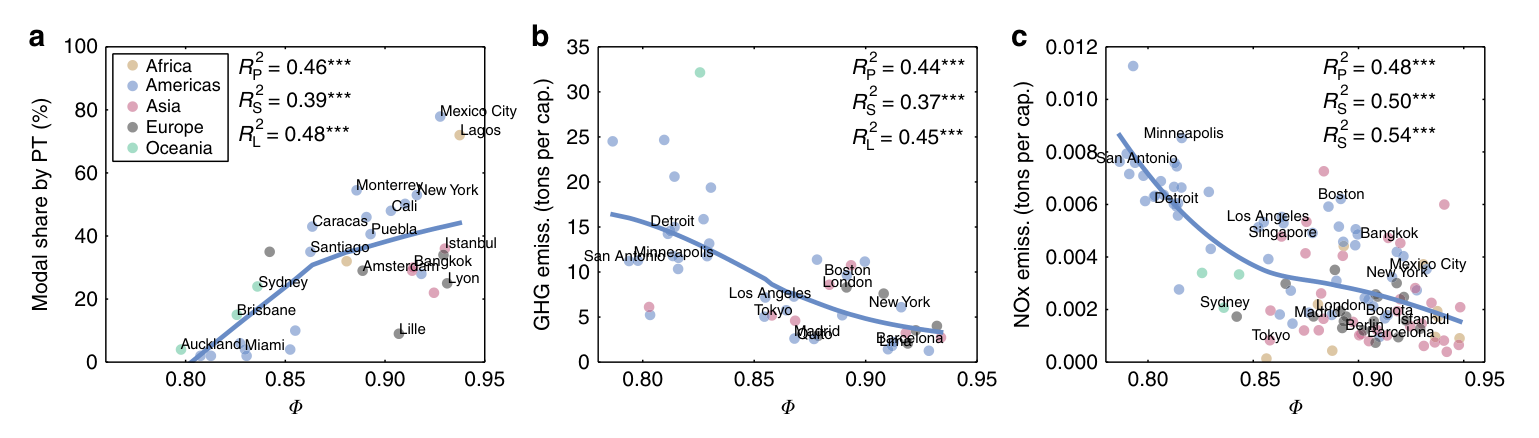 a
Modal share by PT (%)
100
80
60
40
20
0
0.80
0.85
0.90
0.95
Φ
Africa
Americas
Asia
Europe
Oceania
R²P = 0.46***
R²S = 0.39***
R²L = 0.48***
Mexico City
Lagos
Monterrey
New York
Cali
Caracas
Puebla
Santiago
Istanbul
Bangkok
Amsterdam
Lyon
Sydney
Brisbane
Lille
Auckland
Miami
b
GHG emiss. (tons per cap.)
35
30
25
20
15
10
5
0
0.80
0.85
0.90
0.95
Φ
R²P = 0.44***
R²S = 0.37***
R²L = 0.45***
Detroit
San Antonio
Minneapolis
Boston
London
Los Angeles
New York
Tokyo
Madrid
Quito
Lima
Barcelona
c
NOx emiss. (tons per cap.)
0.012
0.010
0.008
0.006
0.004
0.002
0.000
0.80
0.85
0.90
0.95
Φ
R²P = 0.48***
R²S = 0.50***
R²S = 0.54***
Minneapolis
San Antonio
Detroit
Boston
Los Angeles
Singapore
Bangkok
Mexico City
New York
Sydney
London
Madrid
Bogota
Berlin
Istanbul
Tokyo
Barcelona